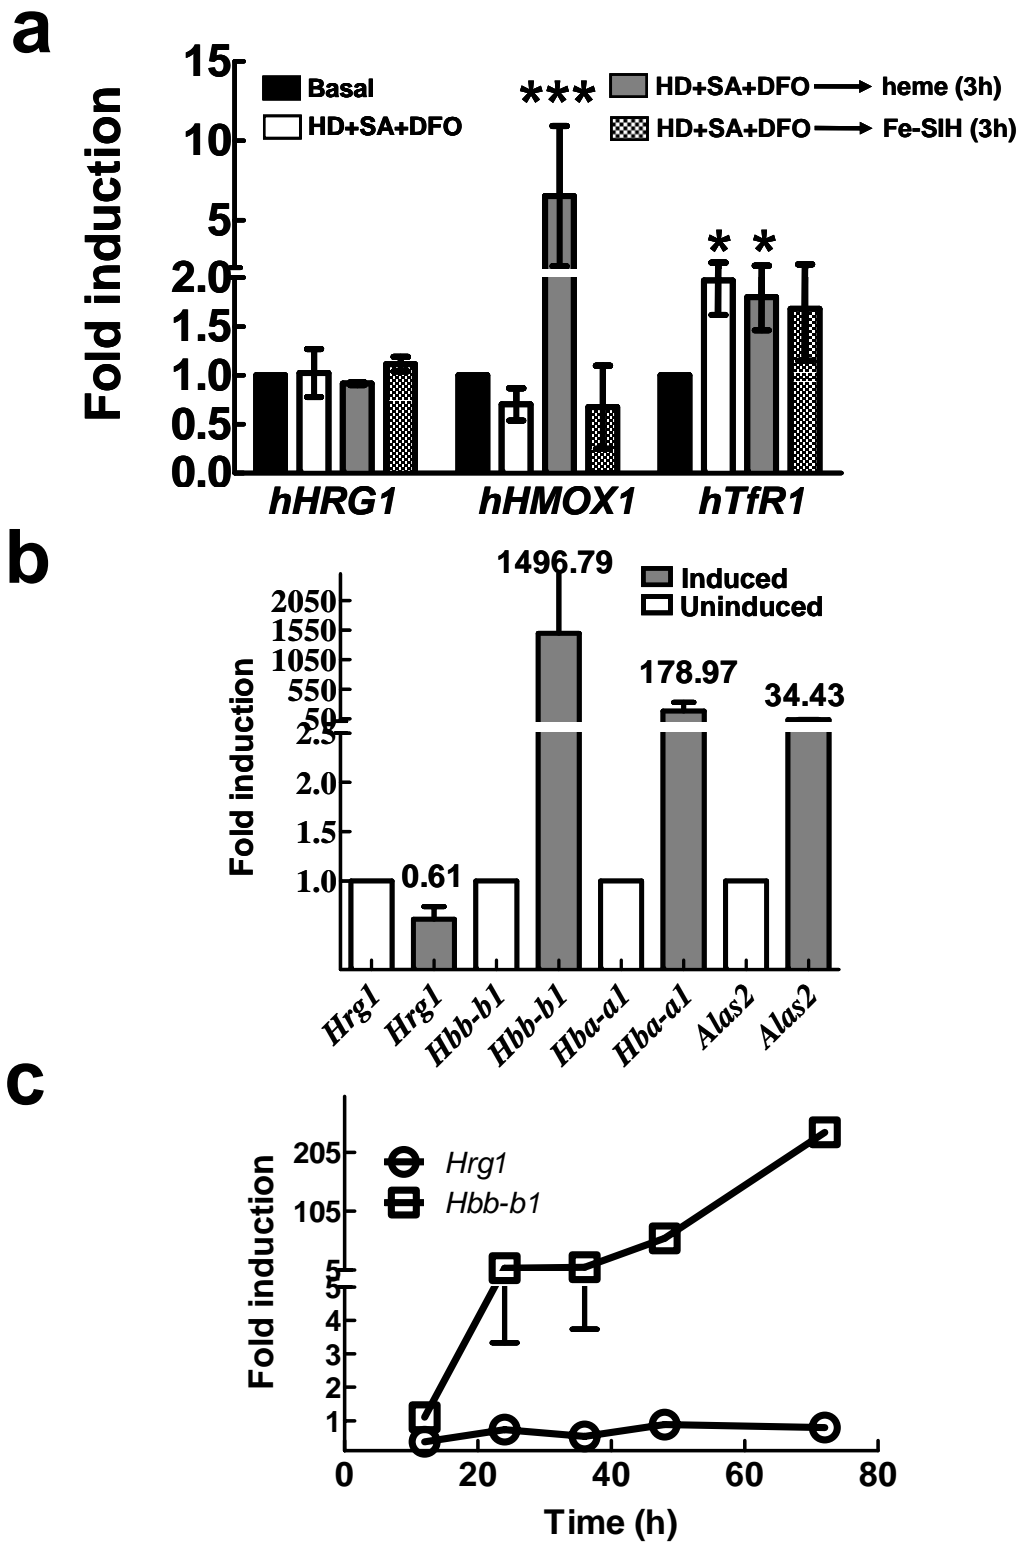 a
Fold induction
15
10
5
2.0
1.5
1.0
0.5
0.0
Basal
HD+SA+DFO
HD+SA+DFO → heme (3h)
HD+SA+DFO → Fe-SIH (3h)
***
* *
hHRG1 hHMOX1 hTfR1
b
Fold induction
2050
1550
1050
550
50
2.5
2.0
1.5
1.0
1496.79
178.97
34.43
0.61
Induced
Uninduced
Hrg1 Hrg1 Hbb-b1 Hbb-b1 Hba-a1 Hba-a1 Alas2 Alas2
c
Fold induction
205
105
5
5
4
3
2
1
Hrg1
Hbb-b1
0 20 40 60 80
Time (h)